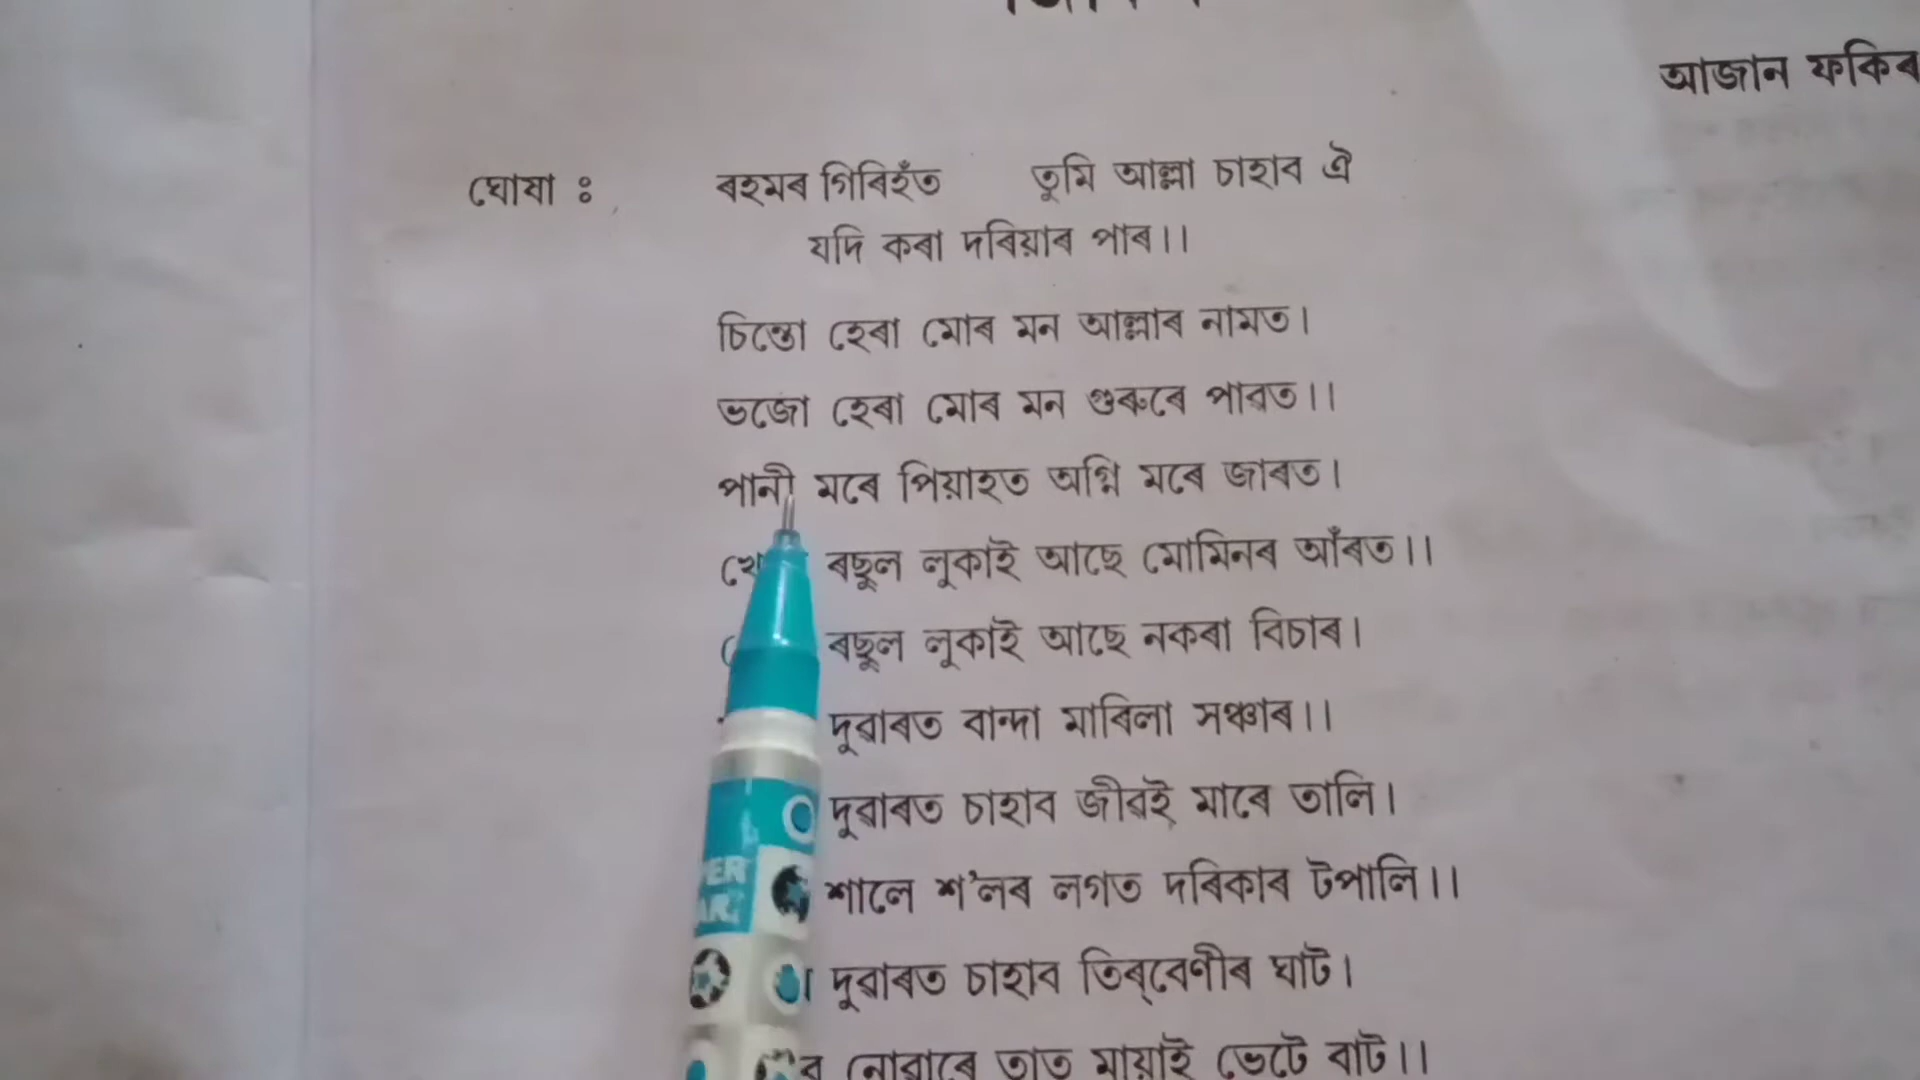 আজান ফকিৰ
ঘোষা ঃ ৰহমৰ গিৰিহঁত তুমি আল্লা চাহাব ঐ
যদি কৰা দৰিয়াৰ পাৰ।।
চিন্তো হেৰা মোৰ মন আল্লাৰ নামত।
ভজো হেৰা মোৰ মন গুৰুৰে পাৱত।।
পানী মৰে পিয়াহত অগ্নি মৰে জাৰত।
ৰছুল লুকাই আছে মোমিনৰ আঁৰত।।
ৰছুল লুকাই আছে নকৰা বিচাৰ।
দুৱাৰত বান্দা মাৰিলা সঞ্চাৰ।।
দুৱাৰত চাহাব জীৱই মাৰে তালি।
শালে শ'লৰ লগত দৰিকাৰ টপালি।।
দুৱাৰত চাহাব তিৰ্বেণীৰ ঘাট।
নোৱাৰে তাত মায়াই ভেটে বাট।।